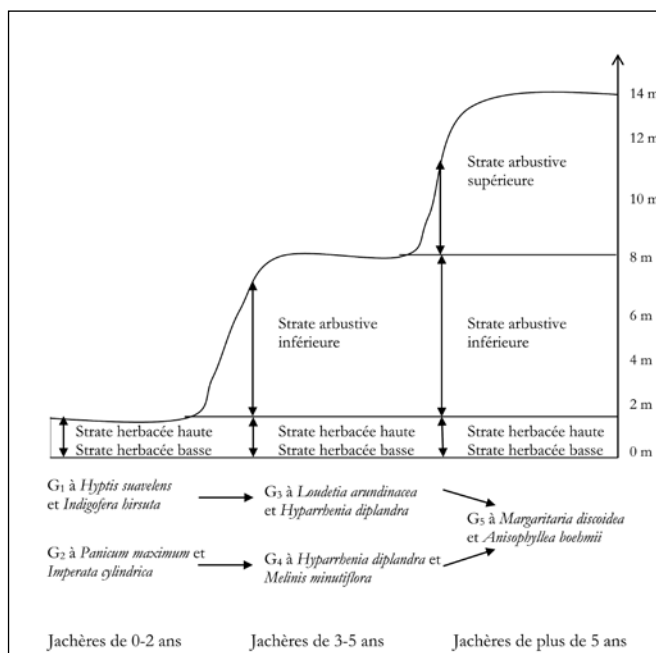 14 m
12 m
Strate arbustive
supérieure
10 m
8 m
6 m
Strate arbustive
inférieure
Strate arbustive
inférieure
4 m
2 m
Strate herbacée haute
Strate herbacée basse
Strate herbacée haute
Strate herbacée basse
Strate herbacée haute
Strate herbacée basse
0 m
G1 à Hyptis suavelens
et Indigofera hirsuta
G3 à Loudetia arundinacea
et Hyparrhenia diplandra
G5 à Margaritaria discoidea
et Anisophyllea boehmii
G2 à Panicum maximum et
Imperata cylindrica
G4 à Hyparrhenia diplandra et
Melinis minutiflora
Jachères de 0-2 ans
Jachères de 3-5 ans
Jachères de plus de 5 ans